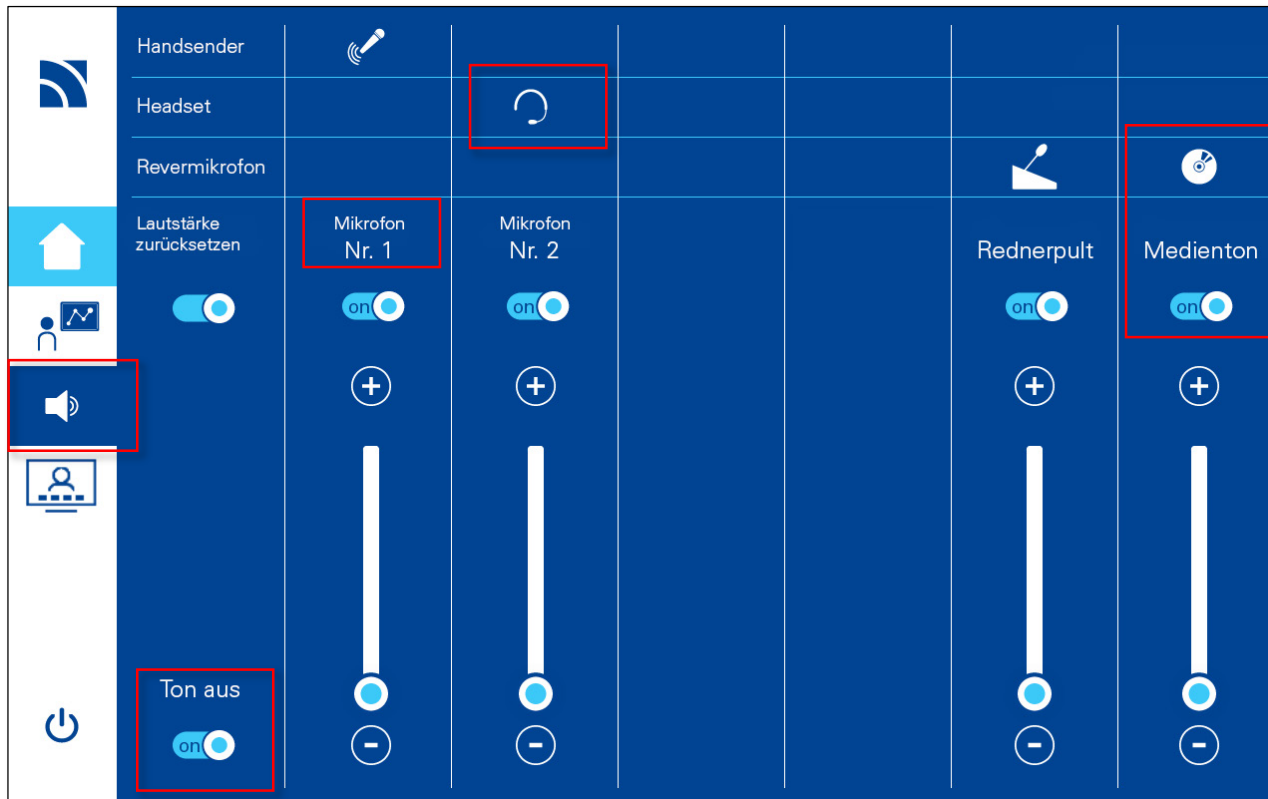 Handsender
Headset
Revermikrofon
Lautstärke
zurücksetzen
Mikrofon
Nr. 1
Mikrofon
Nr. 2
Rednerpult
Medienton
on
on
on
on
Ton aus
on